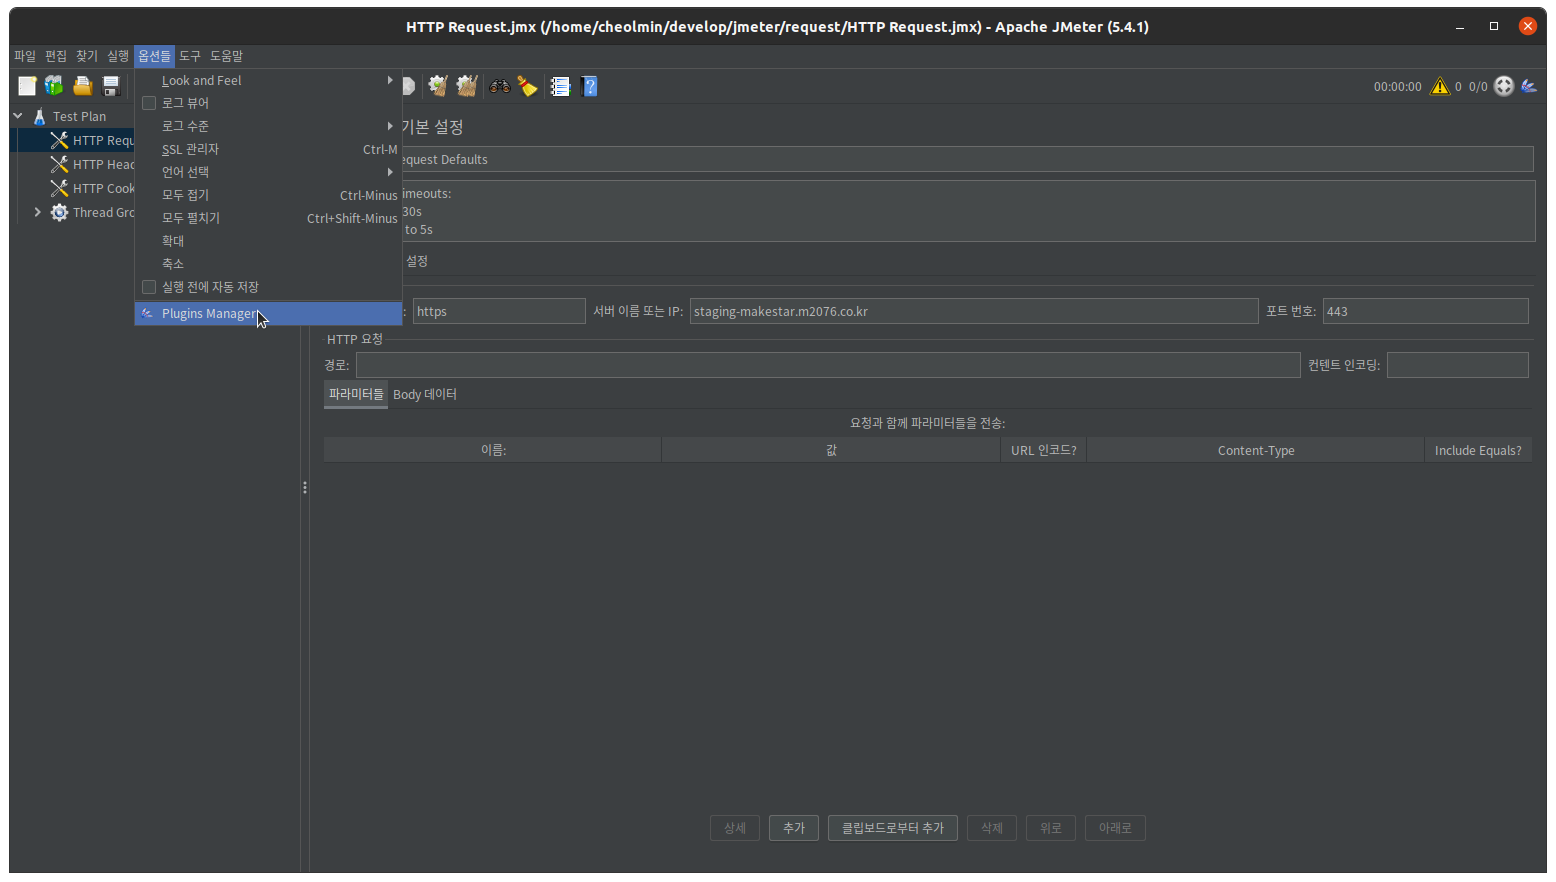 HTTP Request.jmx (/home/cheolmin/develop/jmeter/request/HTTP Request.jmx) - Apache JMeter (5.4.1)
파일 편집 찾기 실행 옵션들 도구 도움말
00:00:00 0 0/0
Test Plan
HTTP Requ
HTTP Head
HTTP Cook
Thread Gro
Look and Feel
로그 뷰어
로그 수준
SSL 관리자 Ctrl-M
언어 선택
모두 접기 Ctrl-Minus
모두 펼치기 Ctrl+Shift-Minus
확대
축소
실행 전에 자동 저장
Plugins Manager
기본 설정
equest Defaults
imeouts:
30s
to 5s
설정
: https 서버 이름 또는 IP: staging-makestar.m2076.co.kr 포트 번호: 443
HTTP 요청
경로: 컨텐트 인코딩:
파라미터들 Body 데이터
요청과 함께 파라미터들을 전송:
이름: 값 URL 인코드? Content-Type Include Equals?
상세 추가 클립보드로부터 추가 삭제 위로 아래로